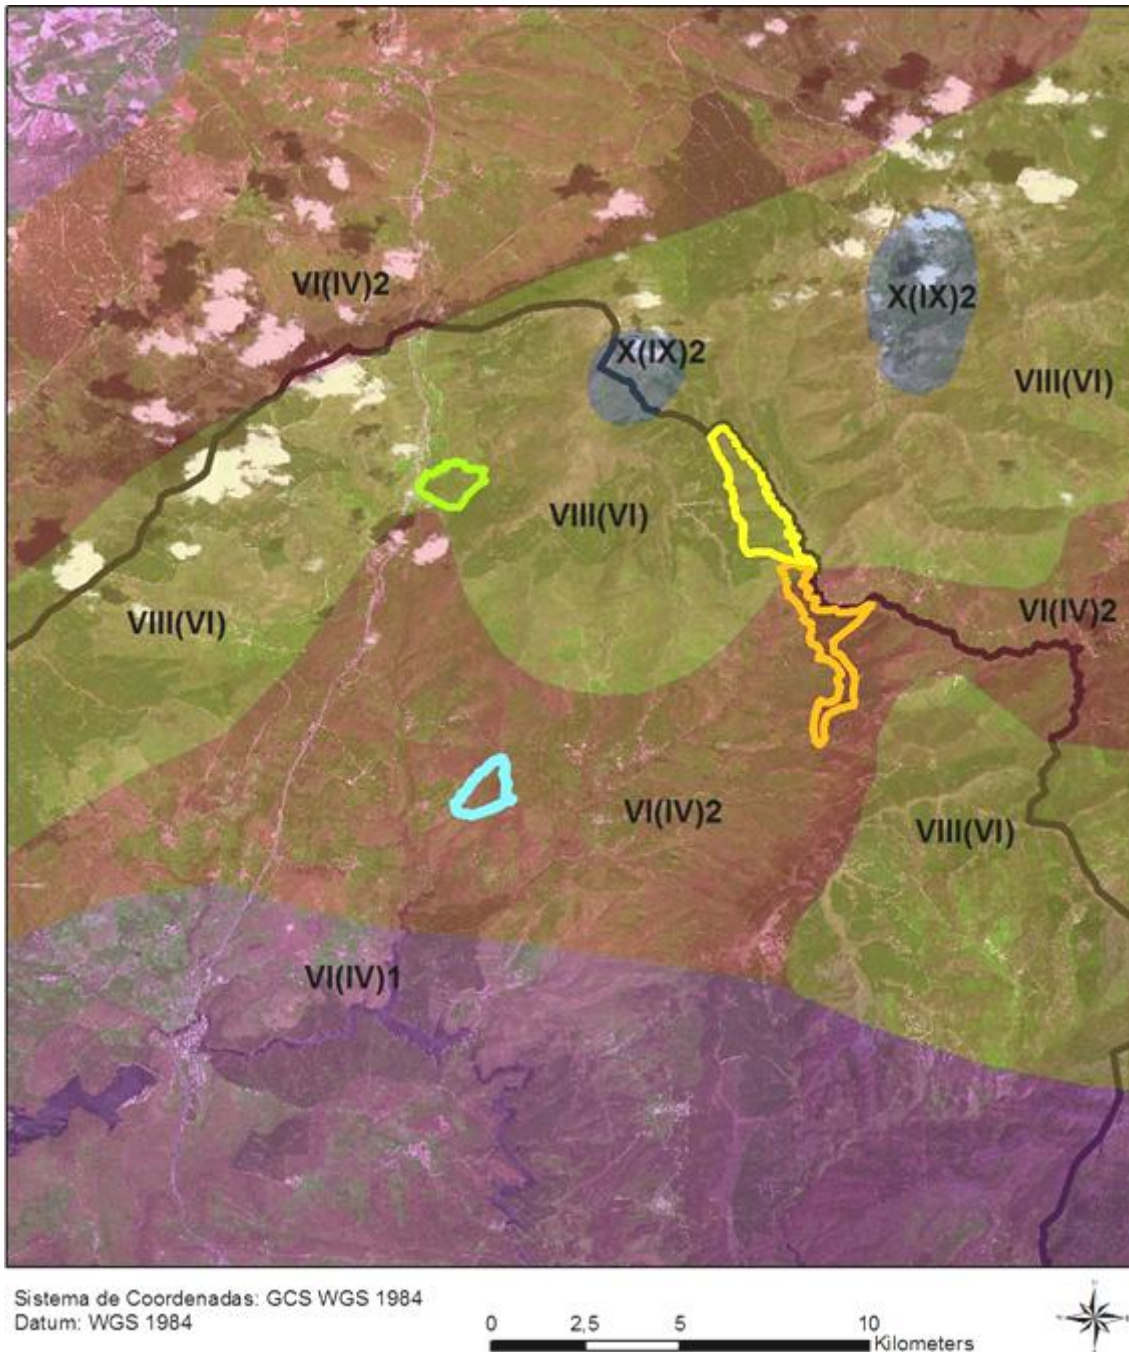 VI(IV)2
X(IX)2
X(IX)2
VIII(VI)
VIII(VI)
VIII(VI)
VI(IV)2
VI(IV)2
VIII(VI)
VI(IV)1
Sistema de Coordenadas: GCS WGS 1984
Datum: WGS 1984
0 2,5 5 10
Kilometers